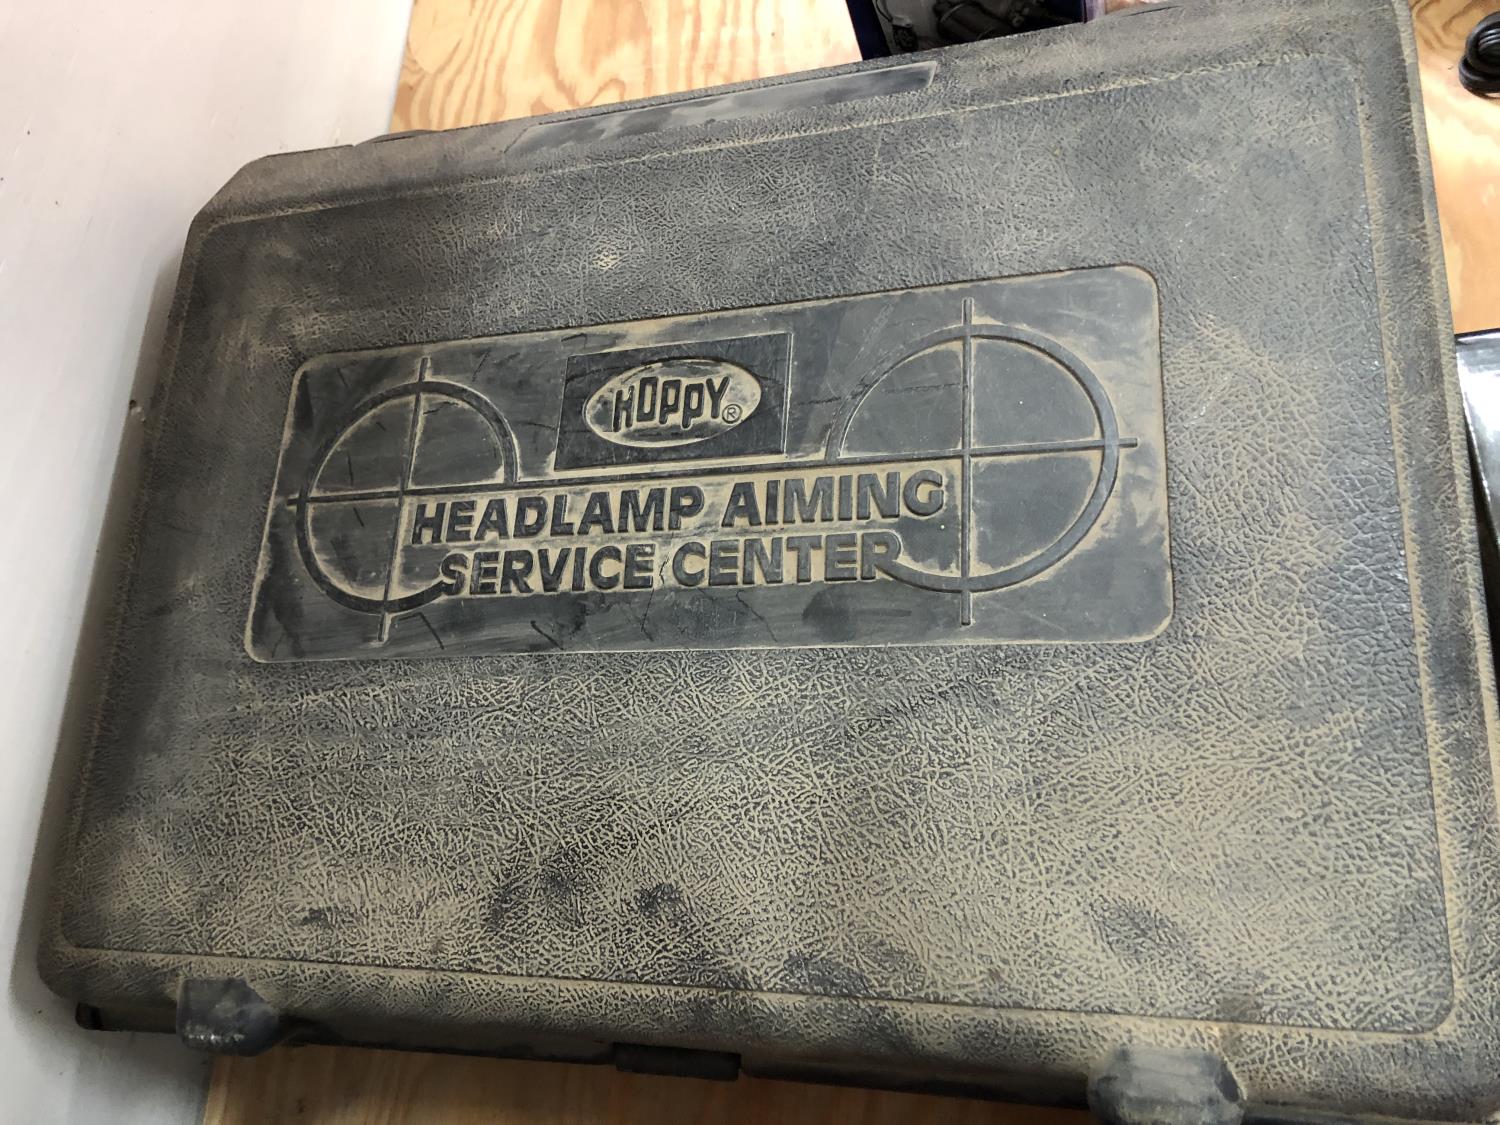 HOPPY®
HEADLAMP AIMING
SERVICE CENTER